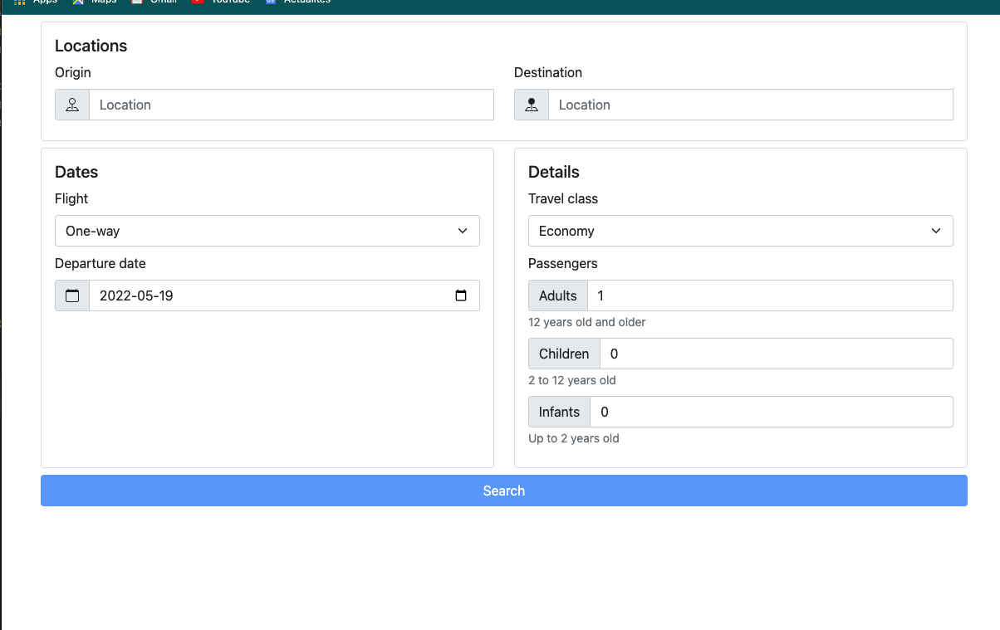 Apps Maps Gmail YouTube Actualités
Locations
Origin
Location
Destination
Location
Dates
Flight
One-way
Departure date
2022-05-19
Details
Travel class
Economy
Passengers
Adults 1
12 years old and older
Children 0
2 to 12 years old
Infants 0
Up to 2 years old
Search